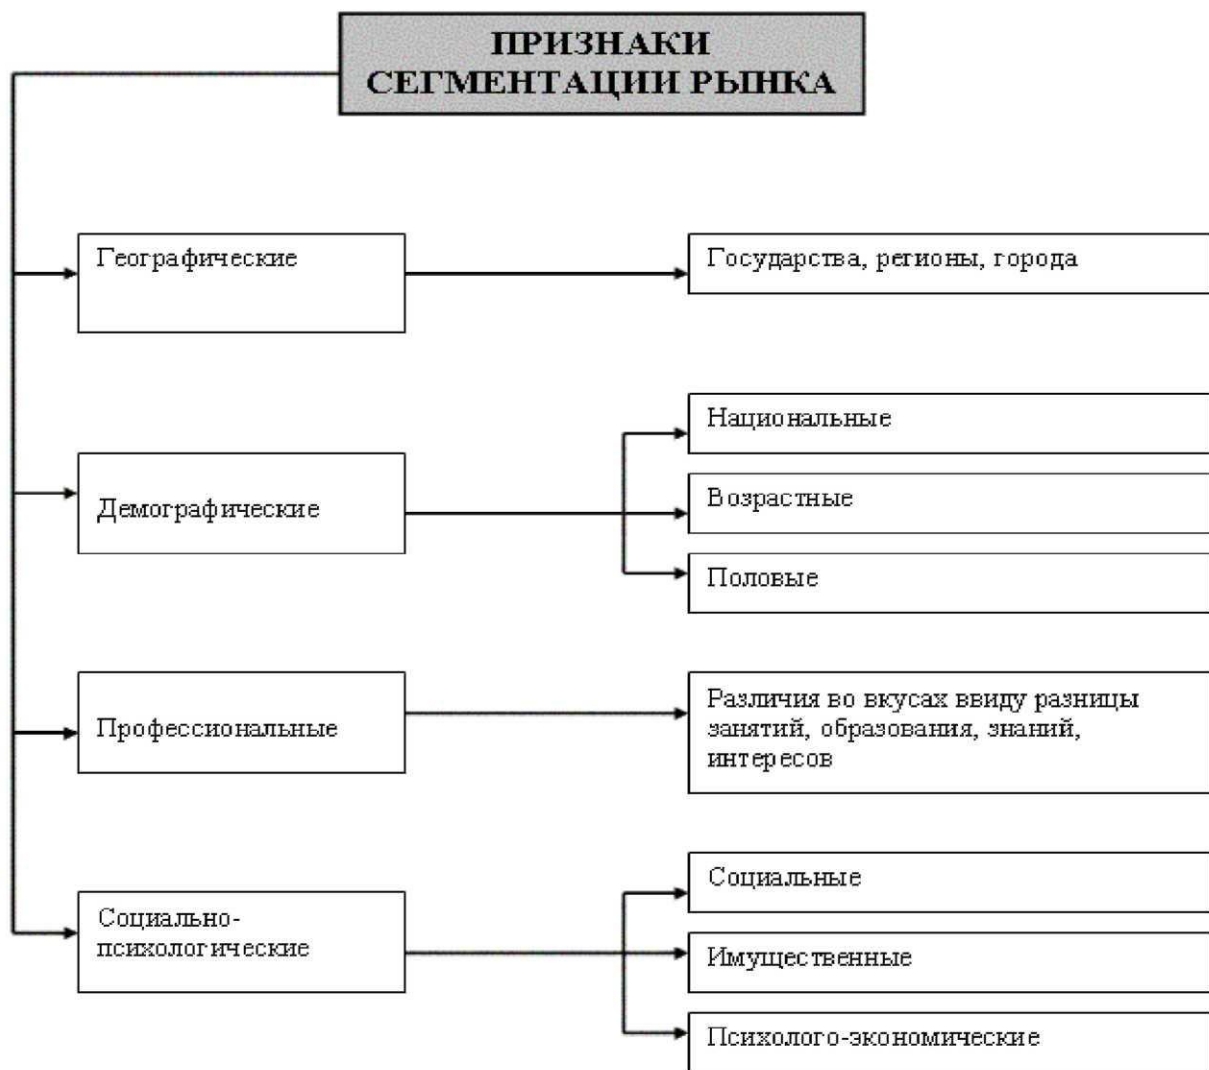 ПРИЗНАКИ
СЕГМЕНТАЦИИ РЫНКА
Географические
Государства, регионы, города
Демографические
Национальные
Возрастные
Половые
Профессиональные
Различия во вкусах ввиду разницы
занятий, образования, знаний,
интересов
Социально-
психологические
Социальные
Имущественные
Психолого-экономические